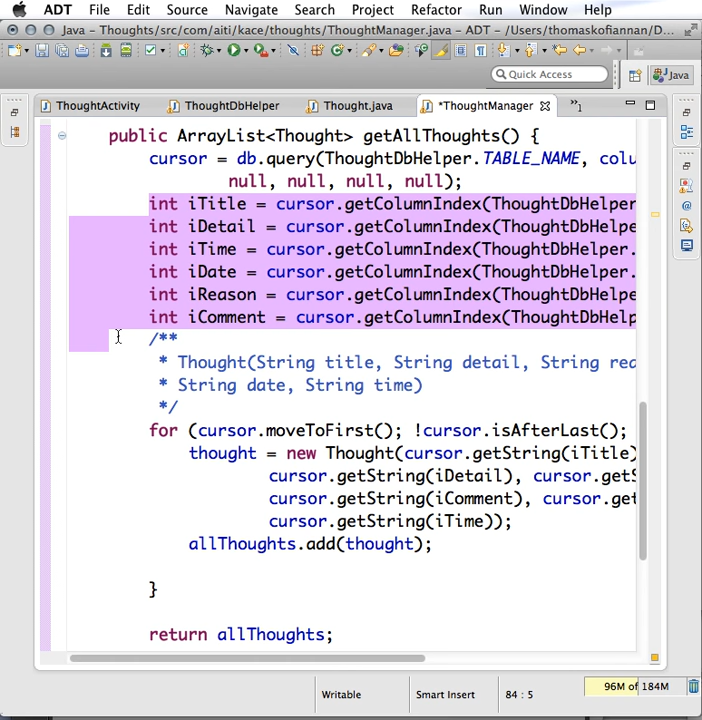 ADT File Edit Source Navigate Search Project Refactor Run Window Help
Java – Thoughts/src/com/aiti/kace/ThoughtManager.java – ADT – /Users/thomaskofiannan/D...
Quick Access
Java
ThoughtActivity
ThoughtDbHelper
Thought.java
*ThoughtManager
»1
public ArrayList<Thought> getAllThoughts() {
cursor = db.query(ThoughtDbHelper.TABLE_NAME, colu
null, null, null, null);
int iTitle = cursor.getColumnIndex(ThoughtDbHelper
int iDetail = cursor.getColumnIndex(ThoughtDbHelpe
int iTime = cursor.getColumnIndex(ThoughtDbHelper.
int iDate = cursor.getColumnIndex(ThoughtDbHelper.
int iReason = cursor.getColumnIndex(ThoughtDbHelpe
int iComment = cursor.getColumnIndex(ThoughtDbHelp
/**
* Thought(String title, String detail, String rea
* String date, String time)
*/
for (cursor.moveToFirst(); !cursor.isAfterLast();
thought = new Thought(cursor.getString(iTitle)
cursor.getString(iDetail), cursor.getS
cursor.getString(iComment), cursor.get
cursor.getString(iTime));
allThoughts.add(thought);
}
return allThoughts;
Writable
Smart Insert
84 : 5
96M of 184M